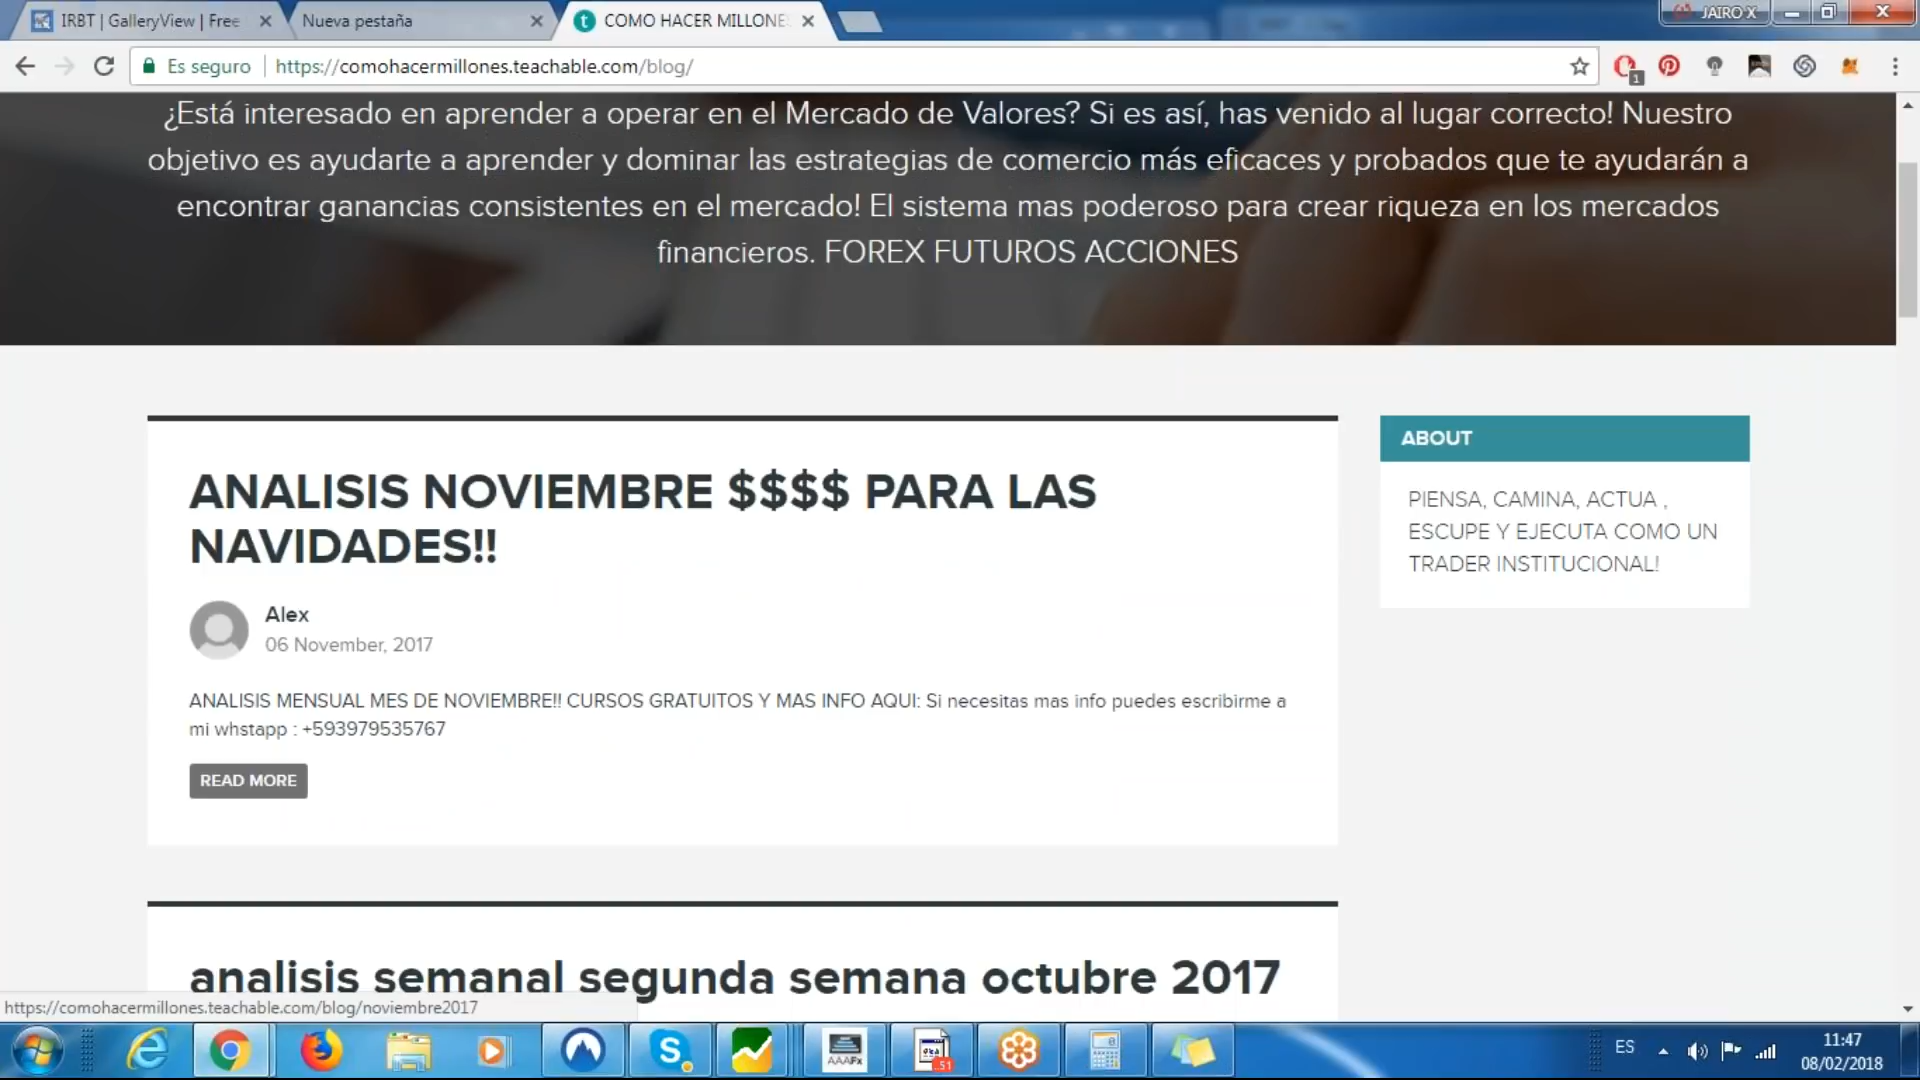 IRBT | GalleryView | Free
Nueva pestaña
COMO HACER MILLONE
JAIRO X
Es seguro
https://comohacermillones.teachable.com/blog/
1
¿Está interesado en aprender a operar en el Mercado de Valores? Si es así, has venido al lugar correcto! Nuestro
objetivo es ayudarte a aprender y dominar las estrategias de comercio más eficaces y probados que te ayudarán a
encontrar ganancias consistentes en el mercado! El sistema mas poderoso para crear riqueza en los mercados
financieros. FOREX FUTUROS ACCIONES
ANALISIS NOVIEMBRE $$$$ PARA LAS
NAVIDADES!!
Alex
06 November, 2017
ANALISIS MENSUAL MES DE NOVIEMBRE!! CURSOS GRATUITOS Y MAS INFO AQUI: Si necesitas mas info puedes escribirme a
mi whstapp : +593979535767
READ MORE
ABOUT
PIENSA, CAMINA, ACTUA ,
ESCUPE Y EJECUTA COMO UN
TRADER INSTITUCIONAL!
analisis semanal segunda semana octubre 2017
https://comohacermillones.teachable.com/blog/noviembre2017
AAAFx
51
ES
11:47
08/02/2018